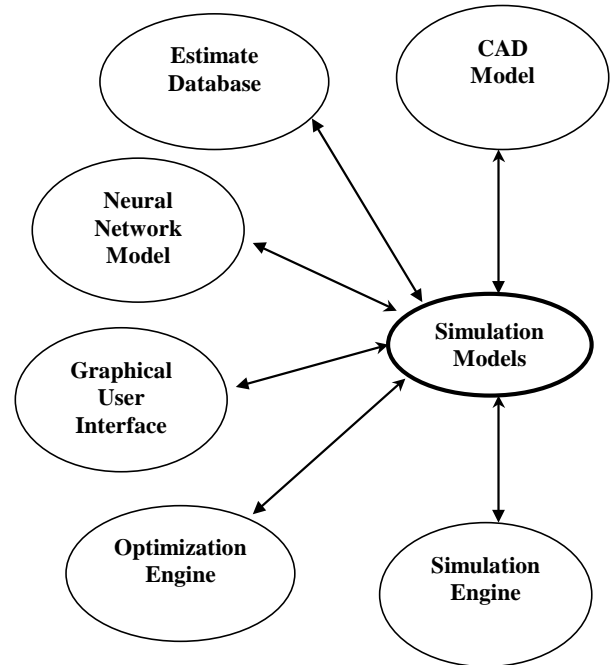 Estimate
Database
CAD
Model
Neural
Network
Model
Simulation
Models
Graphical
User
Interface
Optimization
Engine
Simulation
Engine